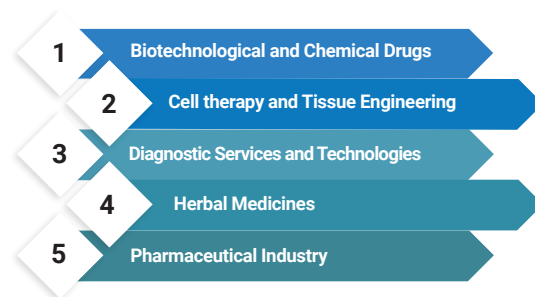 1
Biotechnological and Chemical Drugs
2
Cell therapy and Tissue Engineering
3
Diagnostic Services and Technologies
4
Herbal Medicines
5
Pharmaceutical Industry